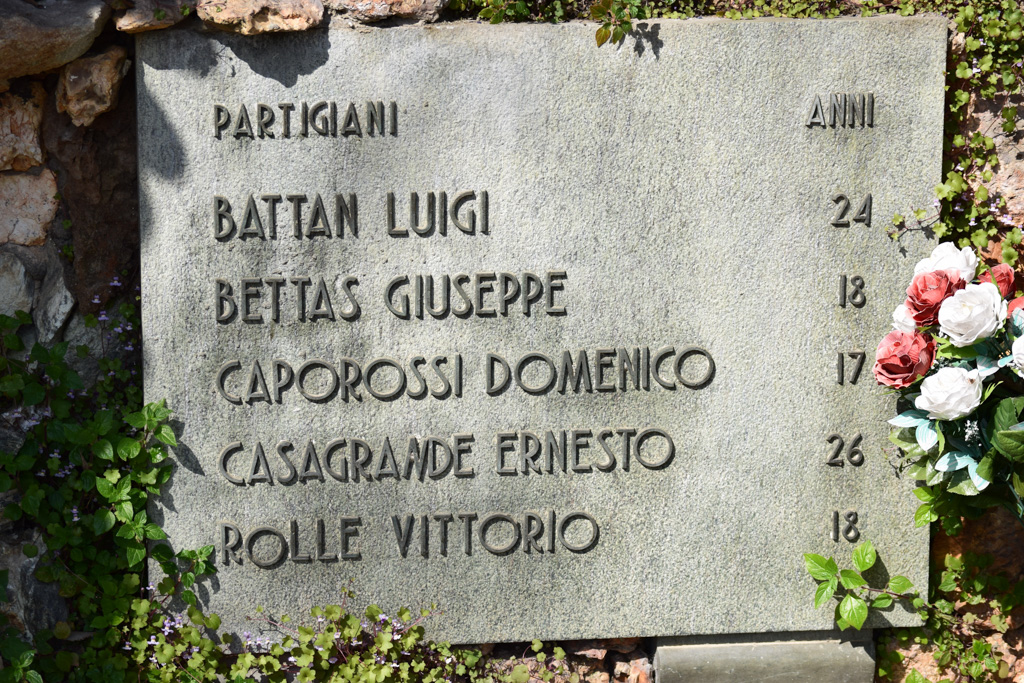 PARTIGIANI ANNI
BATTAN LUIGI 24
BETTAS GIUSEPPE 18
CAPOROSSI DOMENICO 17
CASAGRANDE ERNESTO 26
ROLLE VITTORIO 18